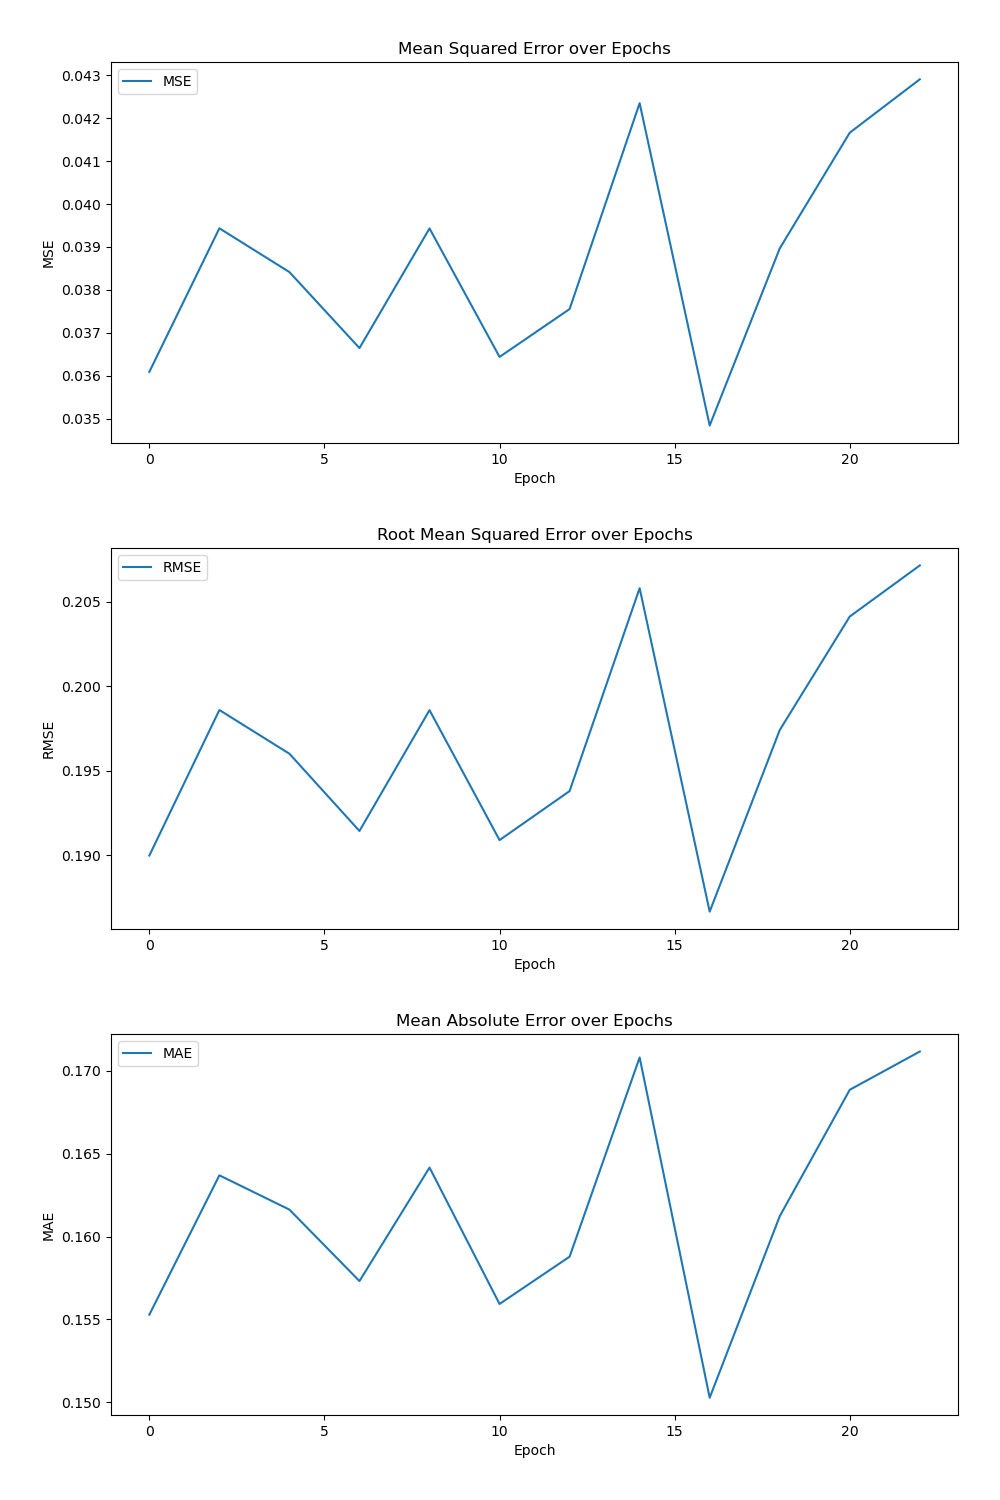 Mean Squared Error over Epochs
MSE
0.043
0.042
0.041
0.040
0.039
0.038
0.037
0.036
0.035
MSE
0 5 10 15 20
Epoch
Root Mean Squared Error over Epochs
RMSE
0.205
0.200
0.195
0.190
RMSE
0 5 10 15 20
Epoch
Mean Absolute Error over Epochs
MAE
0.170
0.165
0.160
0.155
0.150
MAE
0 5 10 15 20
Epoch